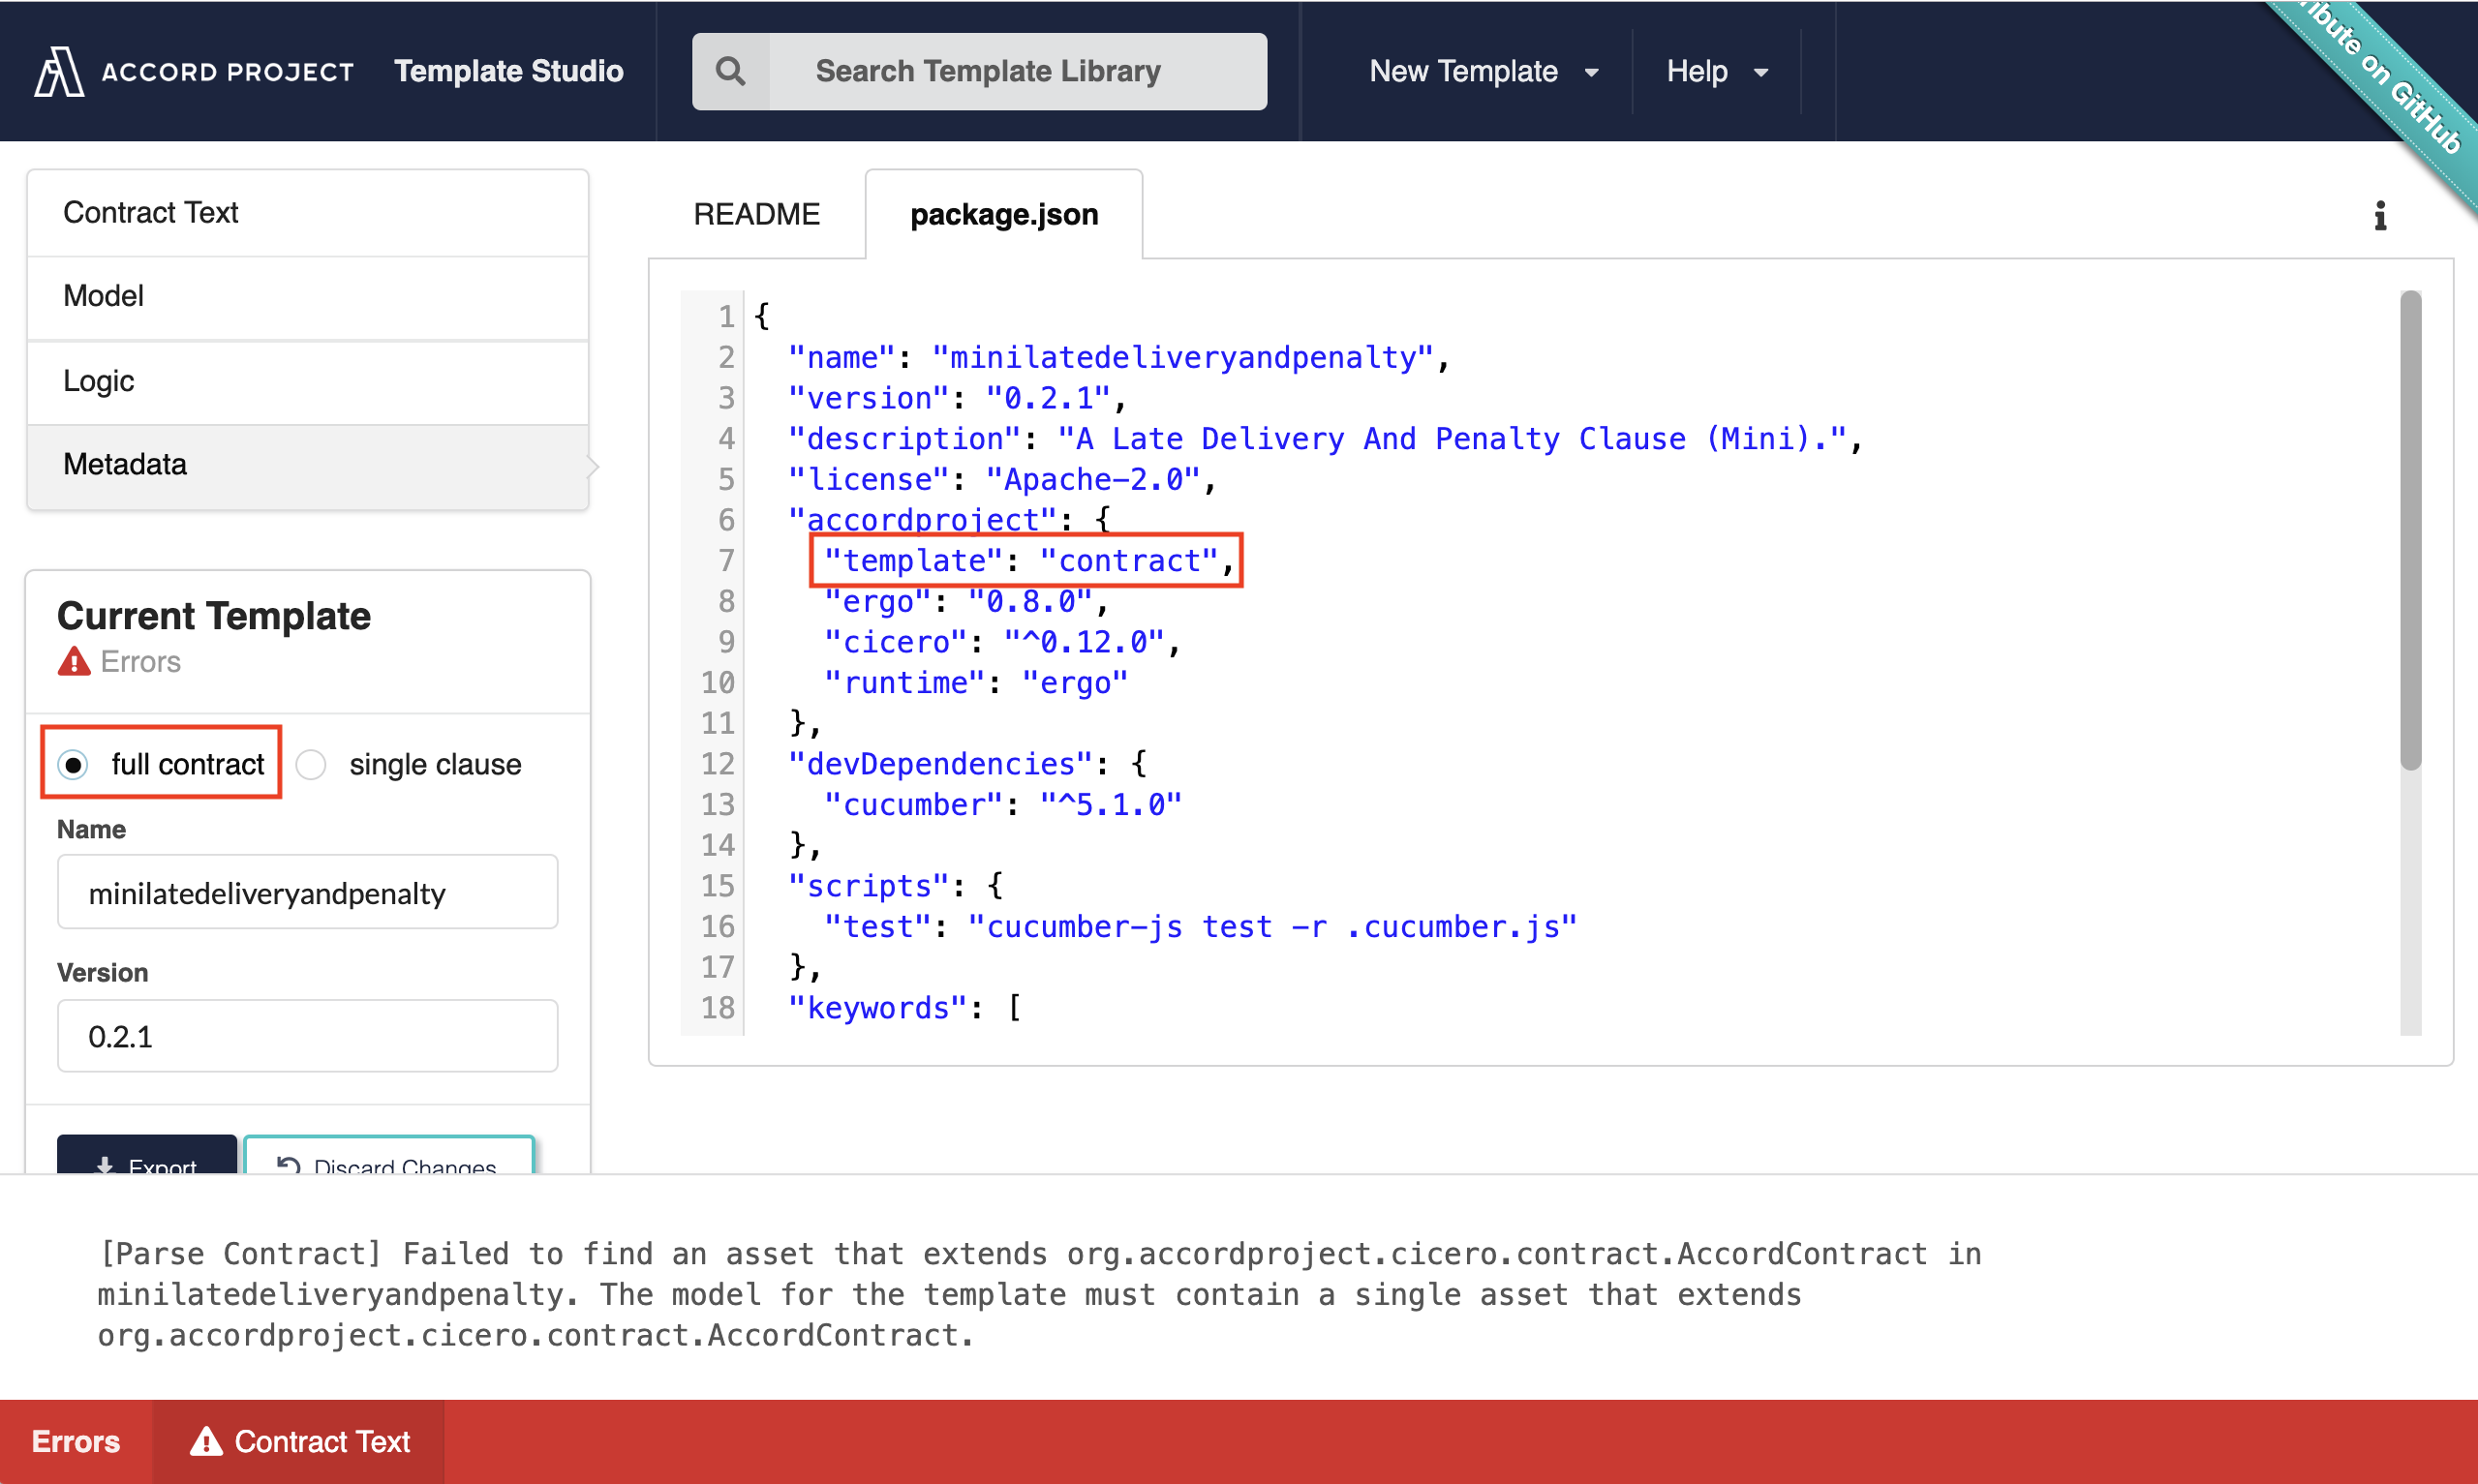 ACCORD PROJECT Template Studio Search Template Library New Template Help
on GitHub
Contract Text
Model
Logic
Metadata
Current Template
Errors
full contract single clause
Name
minilatedeliveryandpenalty
Version
0.2.1
Export Discard Changes
README package.json
1 {
2 "name": "minilatedeliveryandpenalty",
3 "version": "0.2.1",
4 "description": "A Late Delivery And Penalty Clause (Mini).",
5 "license": "Apache-2.0",
6 "accordproject": {
7 "template": "contract",
8 "ergo": "0.8.0",
9 "cicero": "^0.12.0",
10 "runtime": "ergo"
11 },
12 "devDependencies": {
13 "cucumber": "^5.1.0"
14 },
15 "scripts": {
16 "test": "cucumber-js test -r .cucumber.js"
17 },
18 "keywords": [
[Parse Contract] Failed to find an asset that extends org.accordproject.cicero.contract.AccordContract in
minilatedeliveryandpenalty. The model for the template must contain a single asset that extends
org.accordproject.cicero.contract.AccordContract.
Errors Contract Text